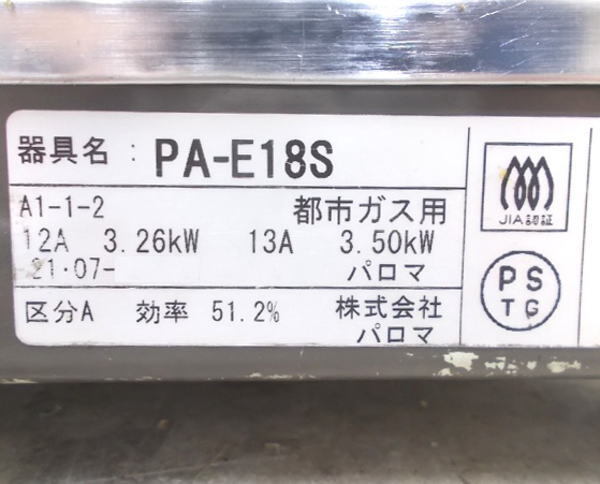 器具名 : PA-E18S
A1-1-2 都市ガス用
12A 3.26kW 13A 3.50kW
21・07- パロマ
区分A 効率 51.2% 株式会社
パロマ
JIA認証
PS
TG